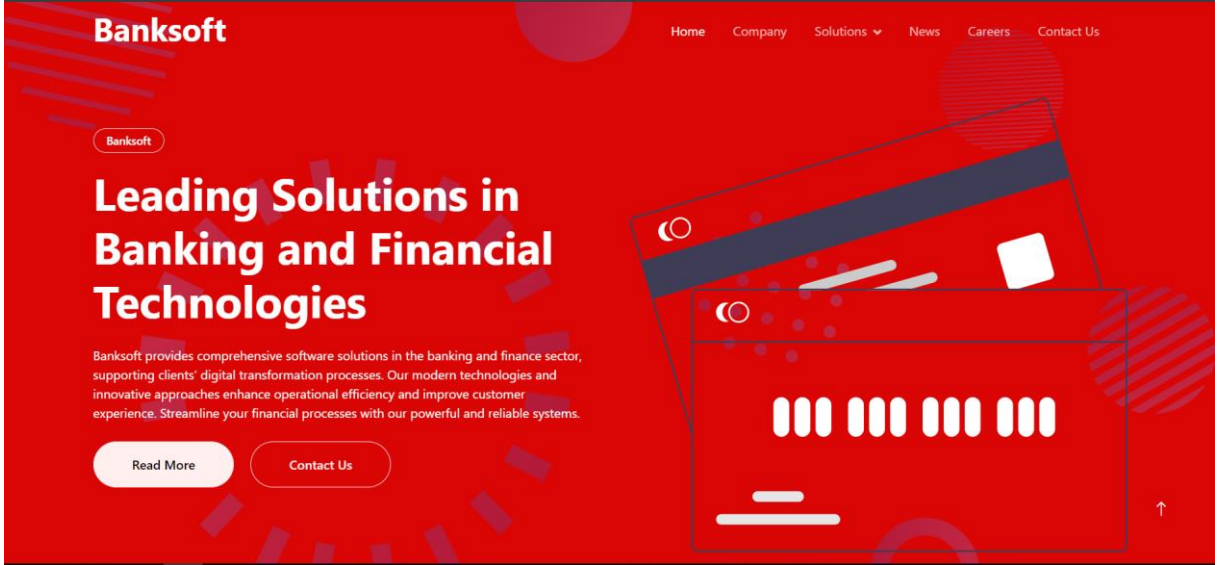 Banksoft
Home Company Solutions News Careers Contact Us
Banksoft
Leading Solutions in
Banking and Financial
Technologies
Banksoft provides comprehensive software solutions in the banking and finance sector,
supporting clients' digital transformation processes. Our modern technologies and
innovative approaches enhance operational efficiency and improve customer
experience. Streamline your financial processes with our powerful and reliable systems.
Read More Contact Us